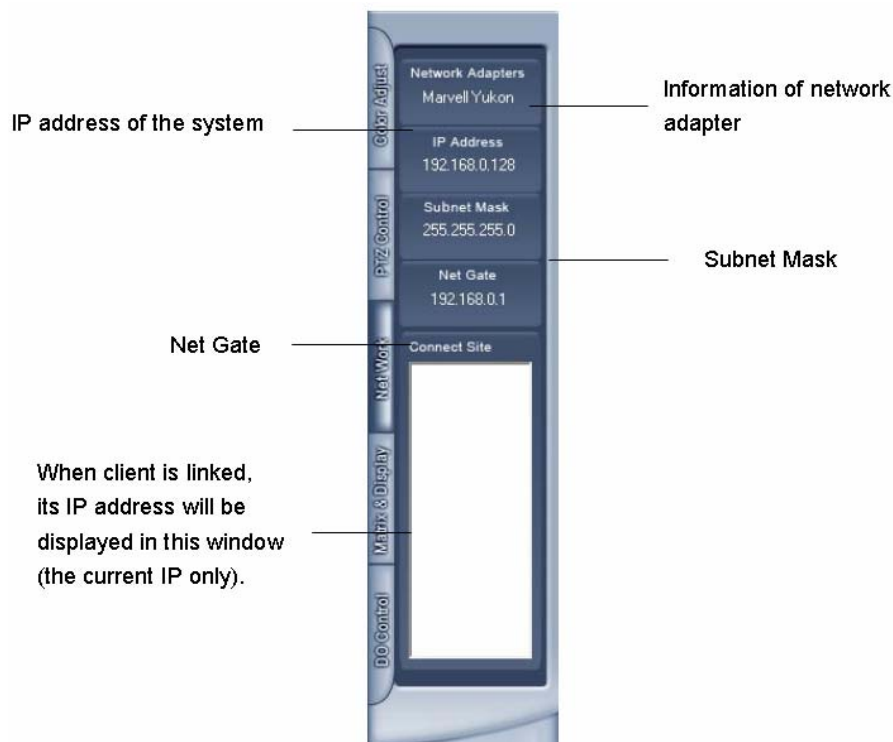 IP address of the system
Net Gate
When client is linked,
its IP address will be
displayed in this window
(the current IP only).
Color Adjust
PTZ Control
Net Work
Matrix & Display
DO Control
Network Adapters
Marvell Yukon
IP Address
192.168.0.128
Subnet Mask
255.255.255.0
Net Gate
192.168.0.1
Connect Site
Information of network
adapter
Subnet Mask